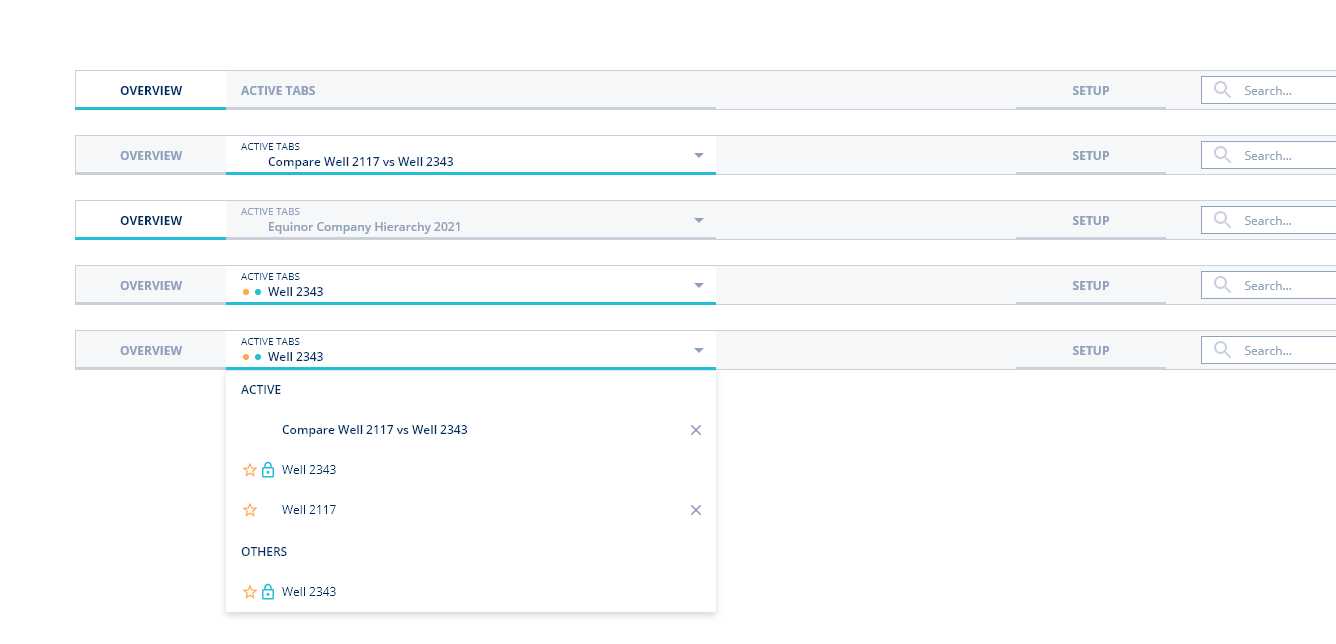 OVERVIEW ACTIVE TABS SETUP Search...
ACTIVE TABS
OVERVIEW Compare Well 2117 vs Well 2343 SETUP Search...
ACTIVE TABS
OVERVIEW Equinor Company Hierarchy 2021 SETUP Search...
ACTIVE TABS
OVERVIEW Well 2343 SETUP Search...
ACTIVE TABS
OVERVIEW Well 2343 SETUP Search...
ACTIVE
Compare Well 2117 vs Well 2343
Well 2343
Well 2117
OTHERS
Well 2343